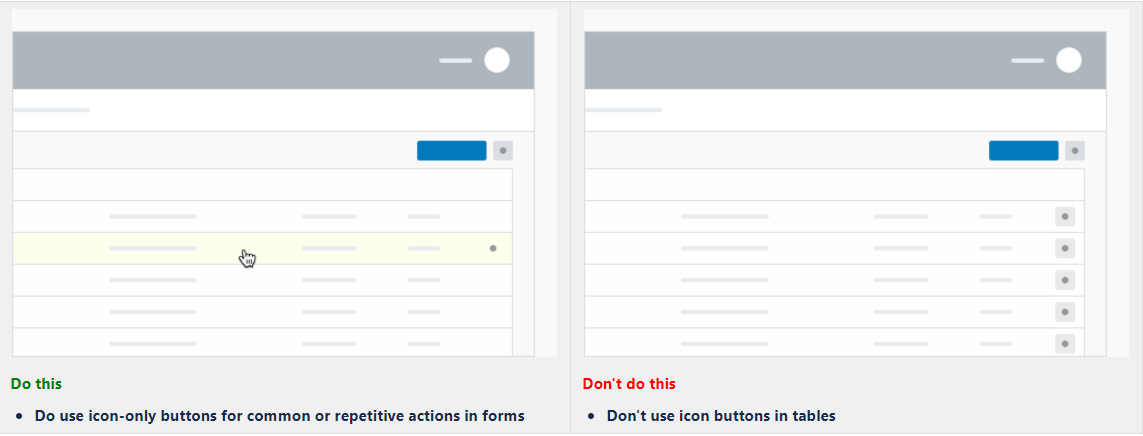 Do this
• Do use icon-only buttons for common or repetitive actions in forms
Don't do this
• Don't use icon buttons in tables